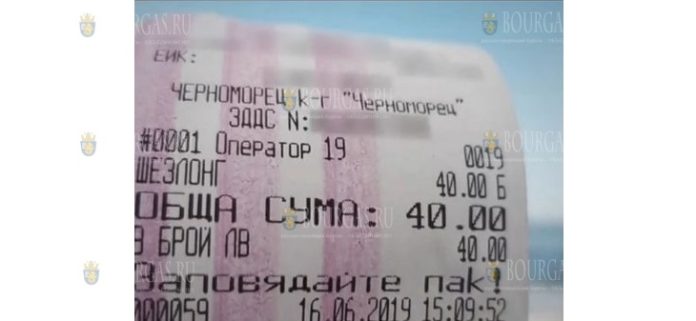 ЕИК:
ЧЕРНОМОРЕЦ к-г "Черноморец"
ЗДДС N:
#0001 Оператор 19 0019
ШЕЗЛОНГ 40.00 Б
ОБЩА СУМА: 40.00
В БРОЙ ЛВ 40.00
Заповядайте пак!
000059 16.06.2019 15:09:52
BOURGAS.RU